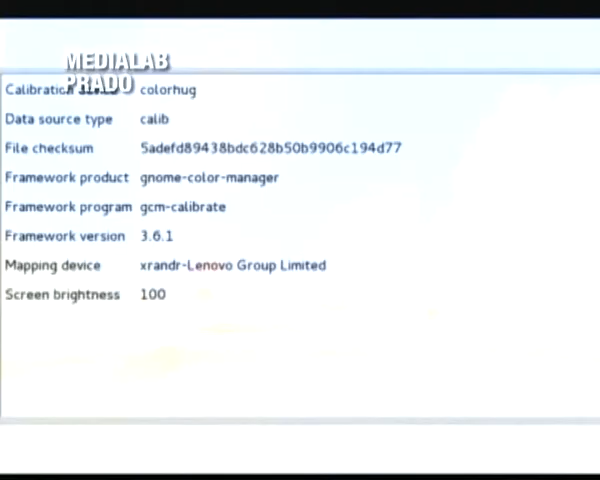 MEDIALAB
PRADO
Calibration colorhug
Data source type calib
File checksum 5adefd89438bdc628b50b9906c194d77
Framework product gnome-color-manager
Framework program gcm-calibrate
Framework version 3.6.1
Mapping device xrandr-Lenovo Group Limited
Screen brightness 100